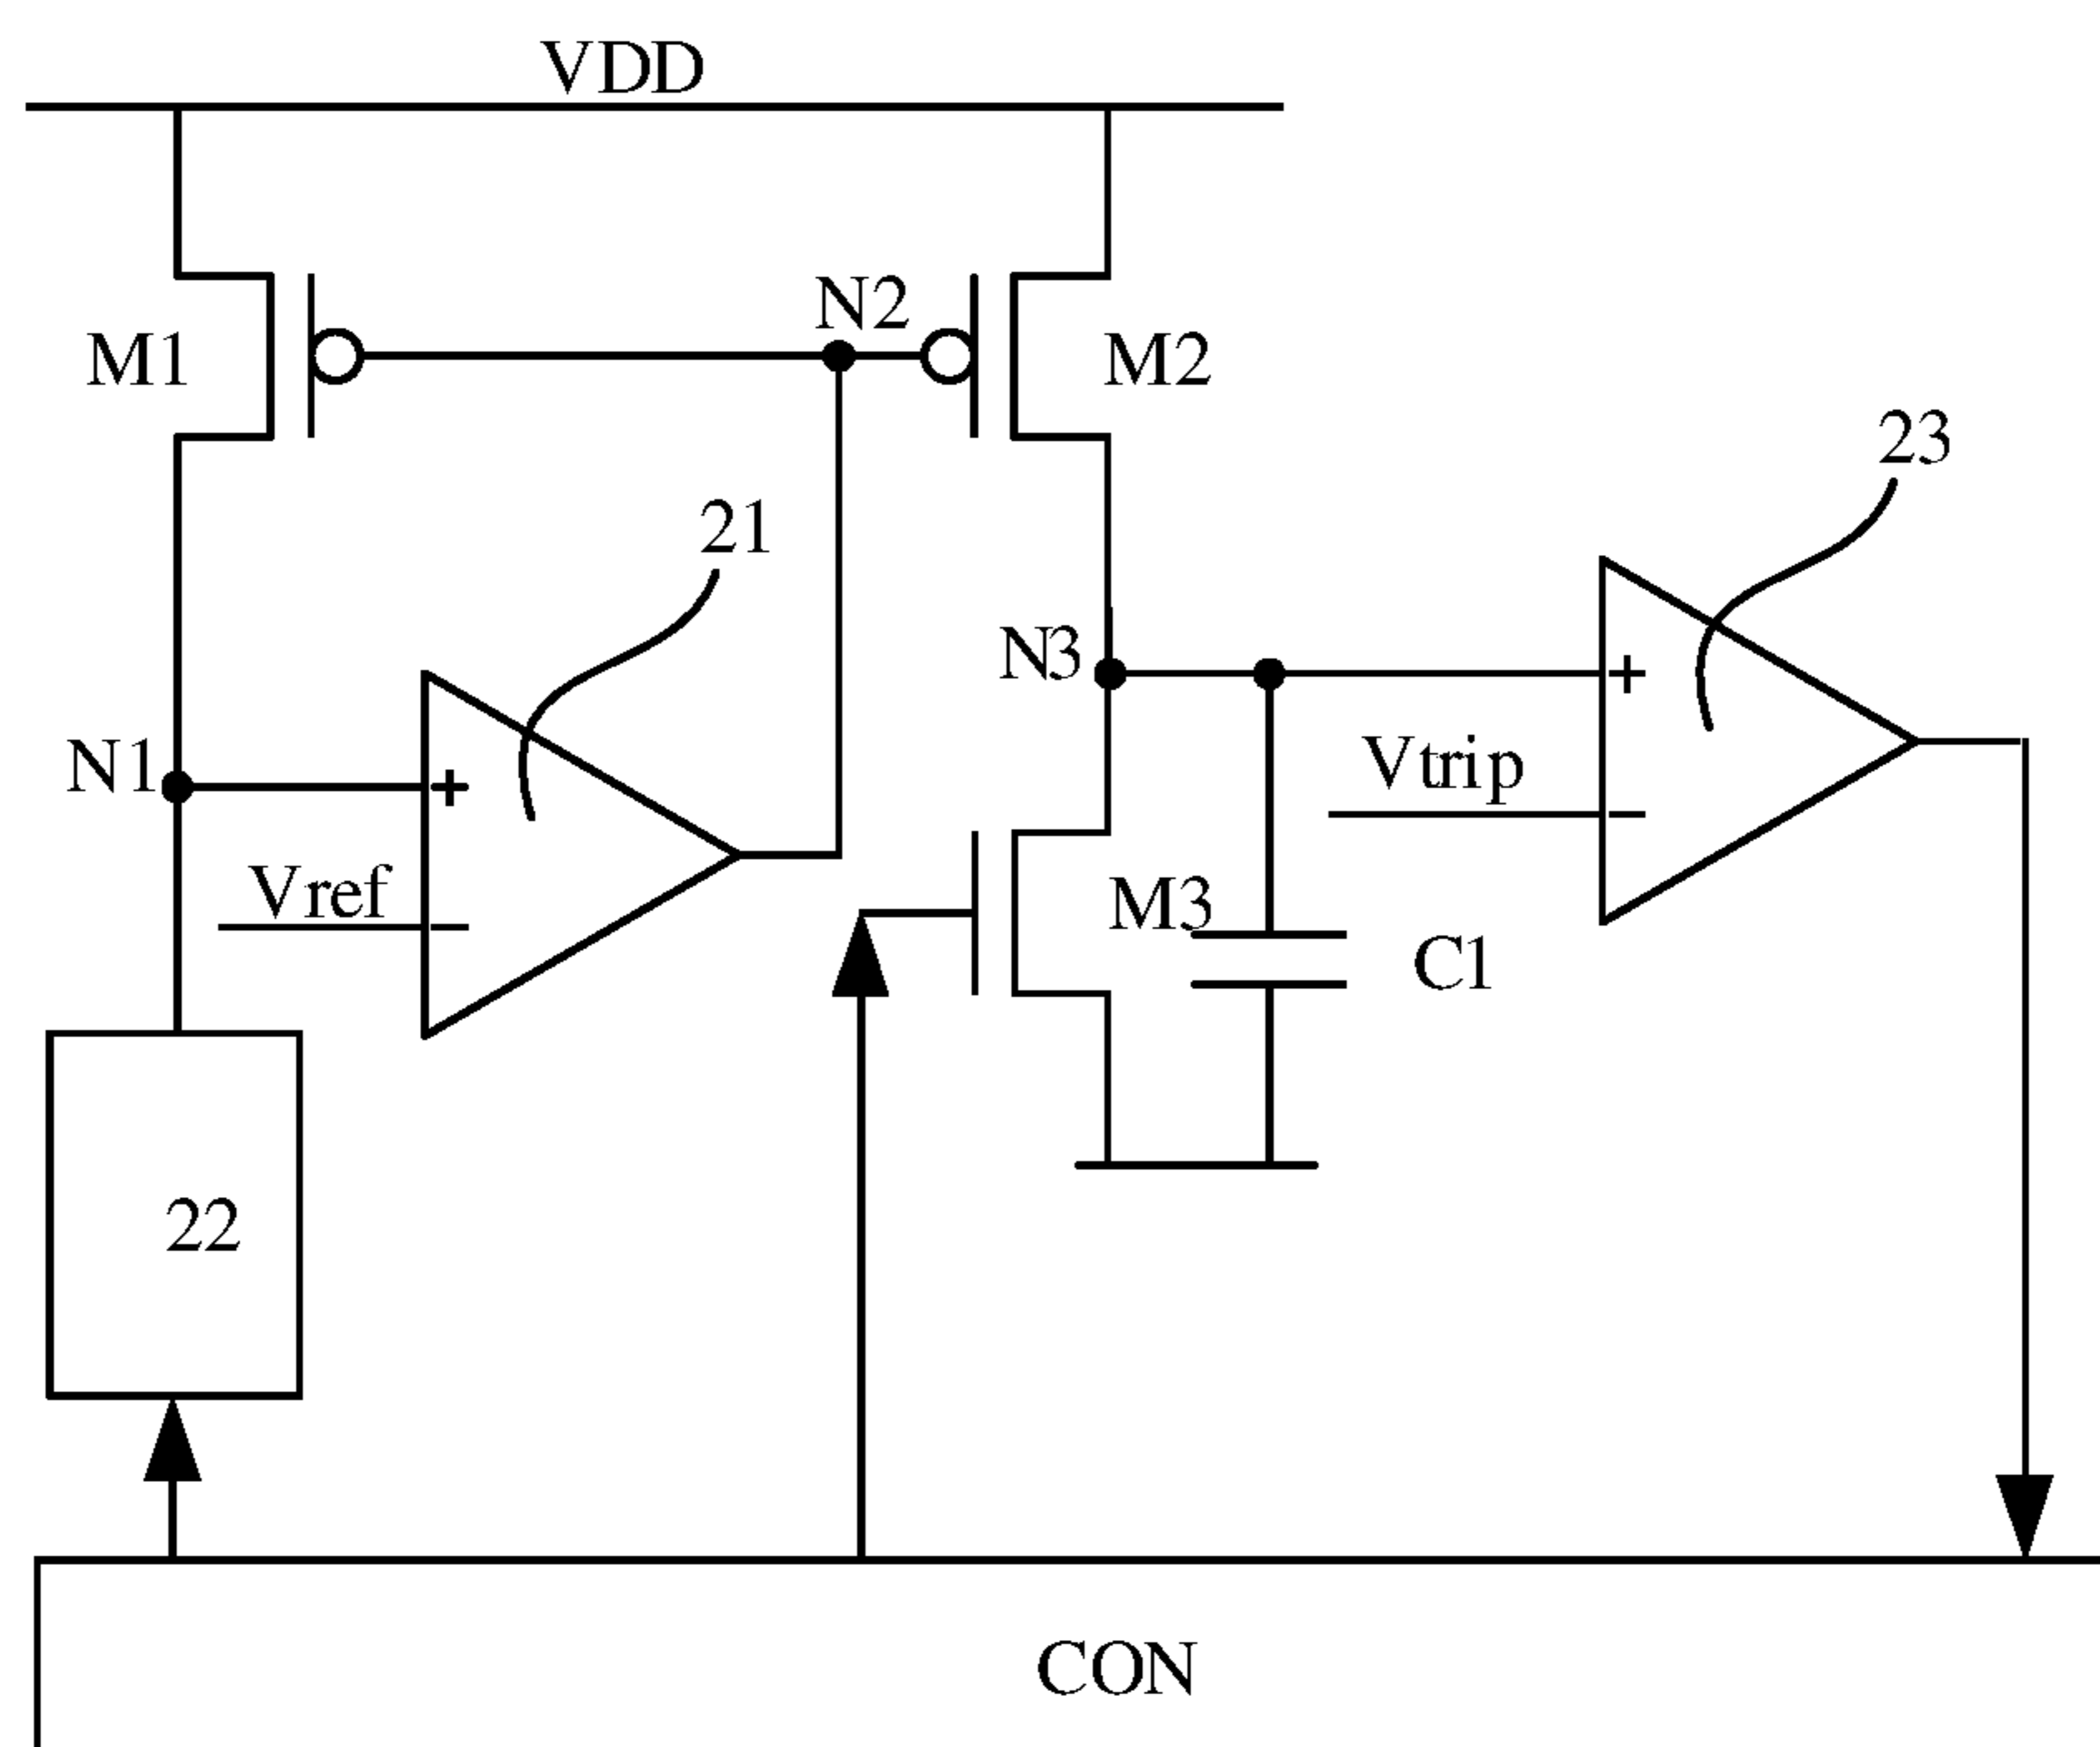 VDD
N2
M1
M2
23
21
N3
N1
Vtrip
+
+
−
Vref
−
M3
C1
22
CON